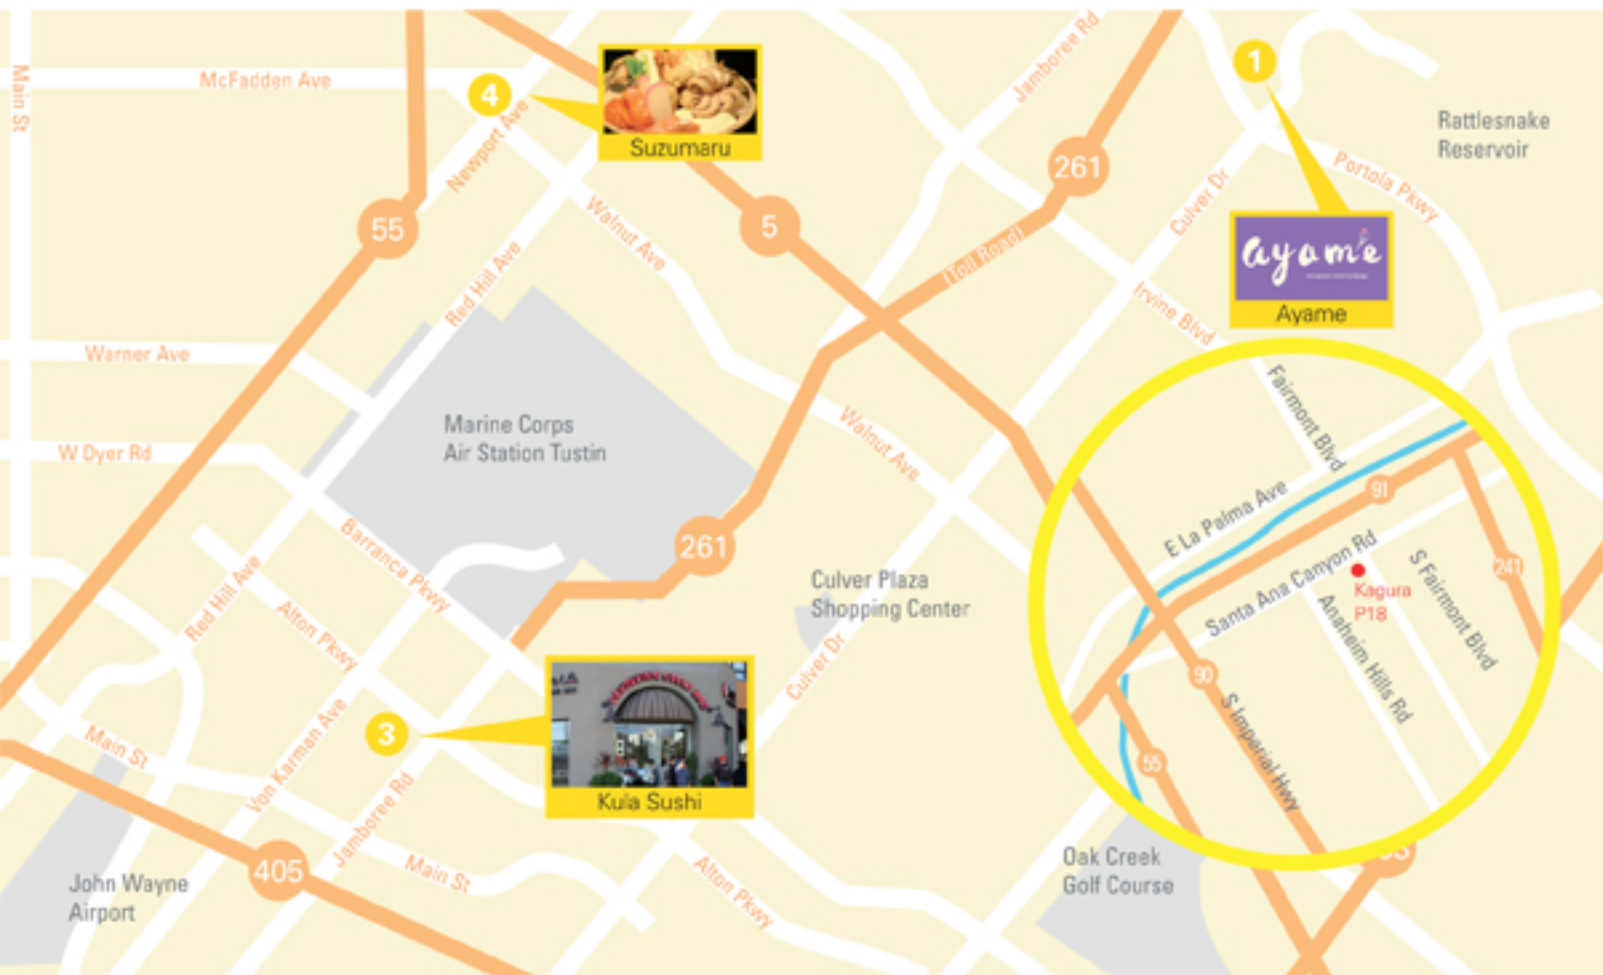 Main St
McFadden Ave
4
Newport Ave
Suzumaru
Jamboree Rd
1
Rattlesnake
Reservoir
261
Portola Pkwy
Culver Dr
55
5
Walnut Ave
(Toll Road)
ayame
Ayame
Red Hill Ave
Irvine Blvd
Warner Ave
Fairmont Blvd
Marine Corps
Air Station Tustin
Walnut Ave
W Dyer Rd
91
E La Palma Ave
Barranca Pkwy
261
Santa Ana Canyon Rd
241
S Fairmont Blvd
Kagura
P18
Anaheim Hills Rd
Culver Plaza
Shopping Center
Red Hill Ave
Alton Pkwy
Culver Dr
90
S Imperial Hwy
55
3
Main St
Von Karman Ave
Kula Sushi
Jamboree Rd
405
Main St
John Wayne
Airport
Alton Pkwy
Oak Creek
Golf Course